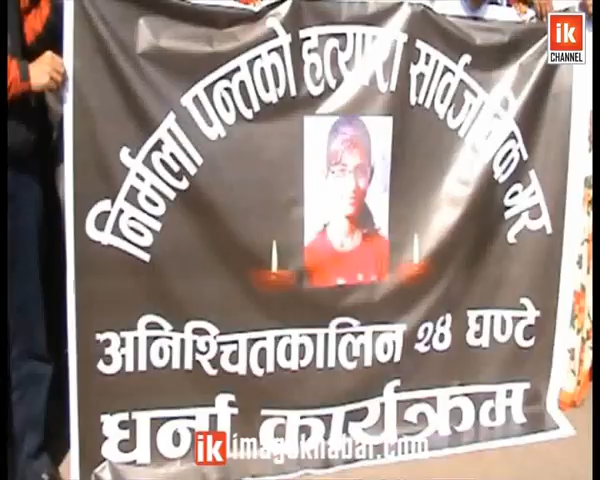 ik
CHANNEL
निर्मला पन्तको हत्यारा सार्वजनिक गर
अनिश्चितकालिन २४ घण्टे
धर्ना कार्यक्रम
ik imagekhabar.com